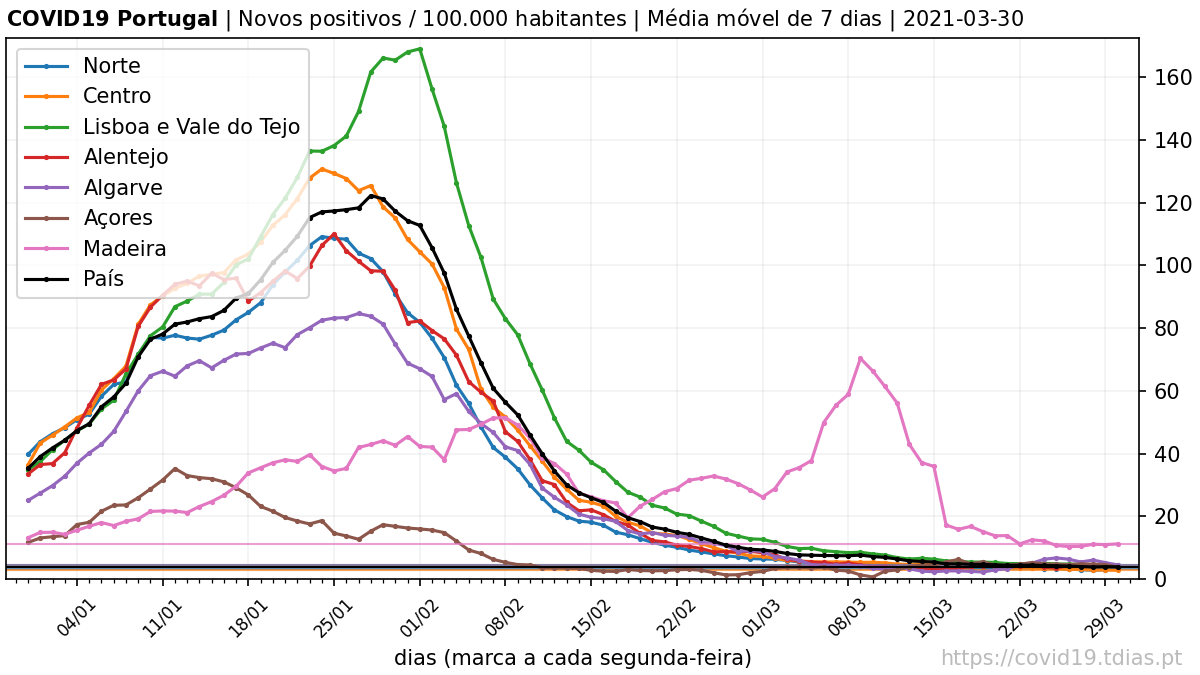 COVID19 Portugal | Novos positivos / 100.000 habitantes | Média móvel de 7 dias | 2021-03-30
Norte
Centro
Lisboa e Vale do Tejo
Alentejo
Algarve
Açores
Madeira
País
160
140
120
100
80
60
40
20
0
04/01
11/01
18/01
25/01
01/02
08/02
15/02
22/02
01/03
08/03
15/03
22/03
29/03
dias (marca a cada segunda-feira)
https://covid19.tdias.pt